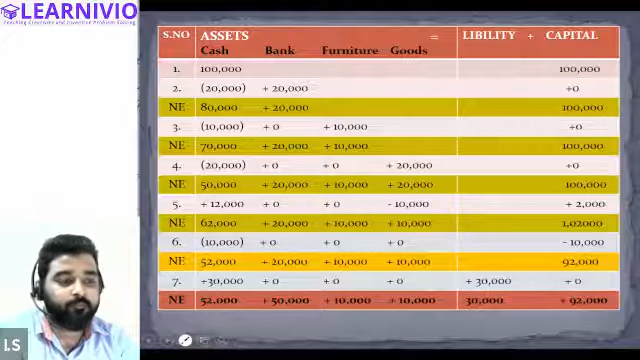 LEARNIVIO
Teaching Creatives and Inventive Problem Solving
S.NO ASSETS = LIBILITY + CAPITAL
Cash Bank Furniture Goods
1. 100,000 100,000
2. (20,000) + 20,000 +0
NE 80,000 + 20,000 100,000
3. (10,000) + 0 + 10,000 +0
NE 70,000 + 20,000 + 10,000 100,000
4. (20,000) + 0 + 0 + 20,000 +0
NE 50,000 + 20,000 + 10,000 + 20,000 100,000
5. + 12,000 + 0 + 0 - 10,000 + 2,000
NE 62,000 + 20,000 + 10,000 + 10,000 1,02000
6. (10,000) + 0 + 0 + 0 - 10,000
NE 52,000 + 20,000 + 10,000 + 10,000 92,000
7. +30,000 + 0 + 0 + 0 + 30,000 + 0
NE 52,000 + 50,000 + 10,000 + 10,000 30,000 + 92,000
I.S